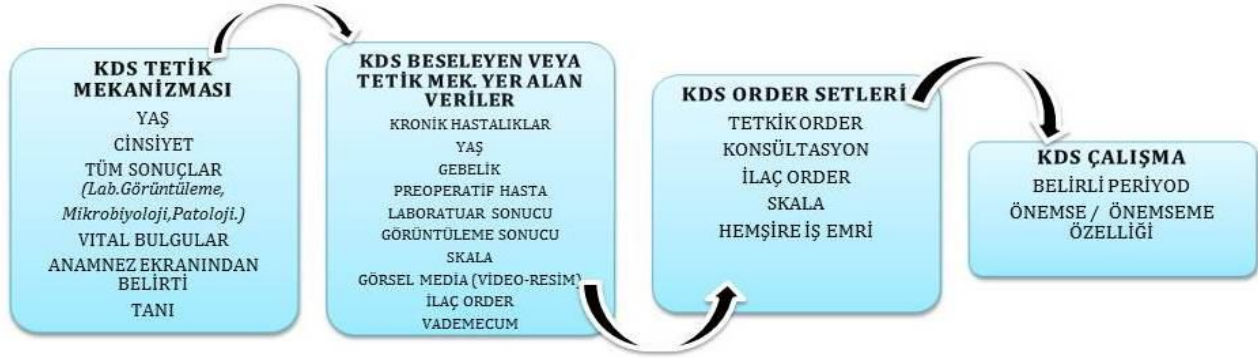 KDS TETİK
MEKANİZMASI
YAŞ
CİNSİYET
TÜM SONUÇLAR
(Lab.Görüntüleme,
Mikrobiyoloji,Patoloji.)
VITAL BULGULAR
ANAMNEZ EKRANINDAN
BELİRTİ
TANI
KDS BESELEYEN VEYA
TETİK MEK. YER ALAN
VERİLER
KRONİK HASTALIKLAR
YAŞ
GEBELİK
PREOPERATİF HASTA
LABORATUAR SONUCU
GÖRÜNTÜLEME SONUCU
SKALA
GÖRSEL MEDİA (VİDEO-RESİM)
İLAÇ ORDER
VADEMECUM
KDS ORDER SETLERİ
TETKİK ORDER
KONSÜLTASYON
İLAÇ ORDER
SKALA
HEMŞİRE İŞ EMRİ
KDS ÇALIŞMA
BELİRLİ PERİYOD
ÖNEMSE / ÖNEMSEME
ÖZELLİĞİ